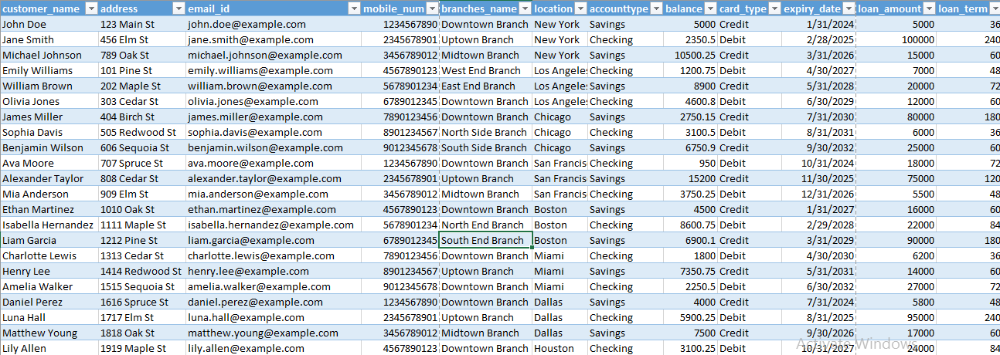 customer_name address email_id mobile_num branches_name location accounttype balance card_type expiry_date loan_amount loan_term
John Doe 123 Main St john.doe@example.com 1234567890 Downtown Branch New York Savings 5000 Credit 1/31/2024 5000 36
Jane Smith 456 Elm St jane.smith@example.com 2345678901 Uptown Branch New York Checking 2350.5 Debit 2/28/2025 100000 240
Michael Johnson 789 Oak St michael.johnson@example.com 3456789012 Midtown Branch New York Savings 10500.25 Credit 3/31/2026 15000 60
Emily Williams 101 Pine St emily.williams@example.com 4567890123 West End Branch Los Angeles Checking 1200.75 Debit 4/30/2027 7000 48
William Brown 202 Maple St william.brown@example.com 5678901234 East End Branch Los Angeles Savings 8900 Credit 5/31/2028 20000 72
Olivia Jones 303 Cedar St olivia.jones@example.com 6789012345 Downtown Branch Los Angeles Checking 4600.8 Debit 6/30/2029 12000 60
James Miller 404 Birch St james.miller@example.com 7890123456 Downtown Branch Chicago Savings 2750.15 Credit 7/31/2030 80000 180
Sophia Davis 505 Redwood St sophia.davis@example.com 8901234567 North Side Branch Chicago Checking 3100.5 Debit 8/31/2031 6000 36
Benjamin Wilson 606 Sequoia St benjamin.wilson@example.com 9012345678 South Side Branch Chicago Savings 6750.9 Credit 9/30/2032 25000 60
Ava Moore 707 Spruce St ava.moore@example.com 1234567890 Downtown Branch San Francis Checking 950 Debit 10/31/2024 18000 72
Alexander Taylor 808 Cedar St alexander.taylor@example.com 2345678901 Uptown Branch San Francis Savings 15200 Credit 11/30/2025 75000 120
Mia Anderson 909 Elm St mia.anderson@example.com 3456789012 Midtown Branch San Francis Checking 3750.25 Debit 12/31/2026 5500 48
Ethan Martinez 1010 Oak St ethan.martinez@example.com 4567890123 Downtown Branch Boston Savings 4500 Credit 1/31/2027 16000 60
Isabella Hernandez 1111 Maple St isabella.hernandez@example.com 5678901234 North End Branch Boston Checking 8600.75 Debit 2/29/2028 22000 84
Liam Garcia 1212 Pine St liam.garcia@example.com 6789012345 South End Branch Boston Savings 6900.1 Credit 3/31/2029 90000 180
Charlotte Lewis 1313 Cedar St charlotte.lewis@example.com 7890123456 Downtown Branch Miami Checking 1800 Debit 4/30/2030 6200 36
Henry Lee 1414 Redwood St henry.lee@example.com 8901234567 Uptown Branch Miami Savings 7350.75 Credit 5/31/2031 14000 60
Amelia Walker 1515 Sequoia St amelia.walker@example.com 9012345678 Downtown Branch Miami Checking 2250.5 Debit 6/30/2032 27000 72
Daniel Perez 1616 Spruce St daniel.perez@example.com 1234567890 Downtown Branch Dallas Savings 4000 Credit 7/31/2024 5800 48
Luna Hall 1717 Elm St luna.hall@example.com 2345678901 Uptown Branch Dallas Checking 5900.25 Debit 8/31/2025 95000 240
Matthew Young 1818 Oak St matthew.young@example.com 3456789012 Midtown Branch Dallas Savings 7500 Credit 9/30/2026 17000 60
Activate Windows
Lily Allen 1919 Maple St lily.allen@example.com 4567890123 Downtown Branch Houston Checking 3100.25 Debit 10/31/2027 24000 84